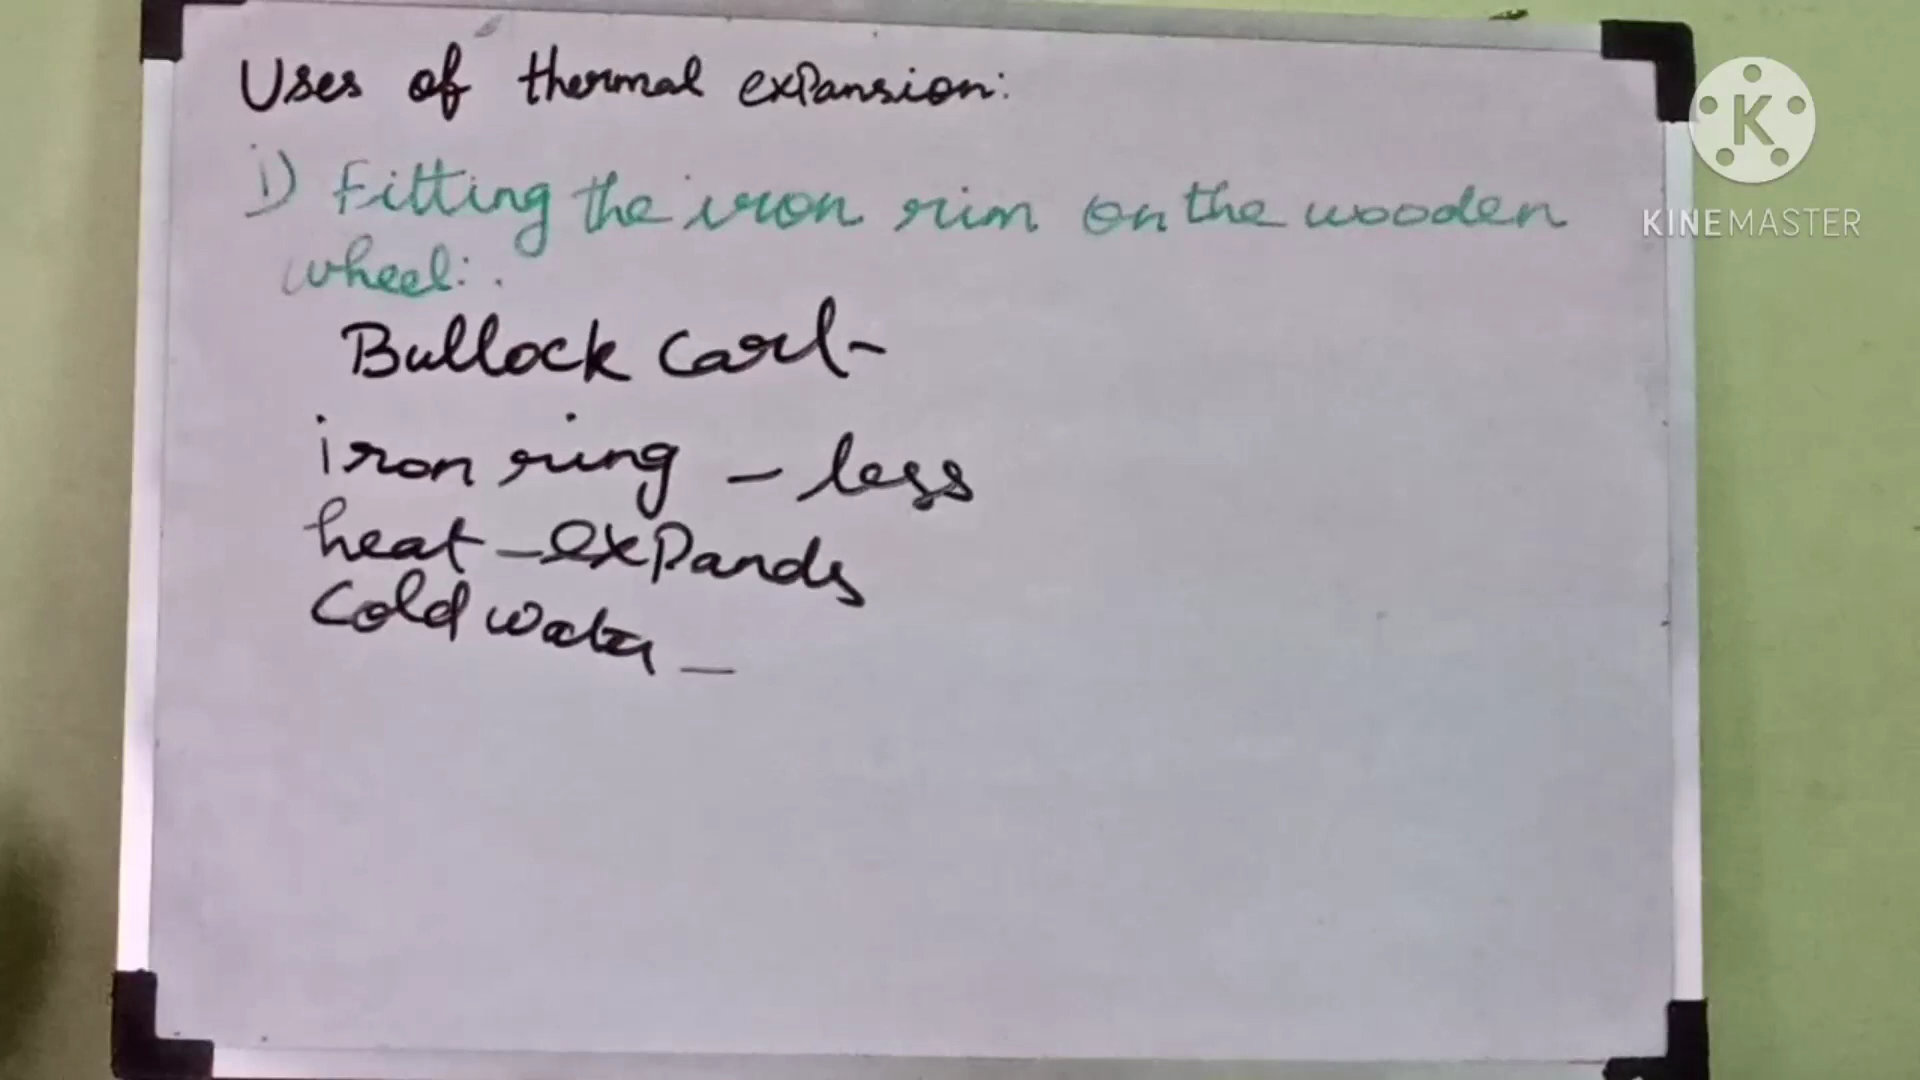 Uses of thermal expansion:
i) Fitting the iron rim on the wooden
wheel:.
Bullock cart-
iron ring - less
heat - expands
Cold water -
K
KINEMASTER